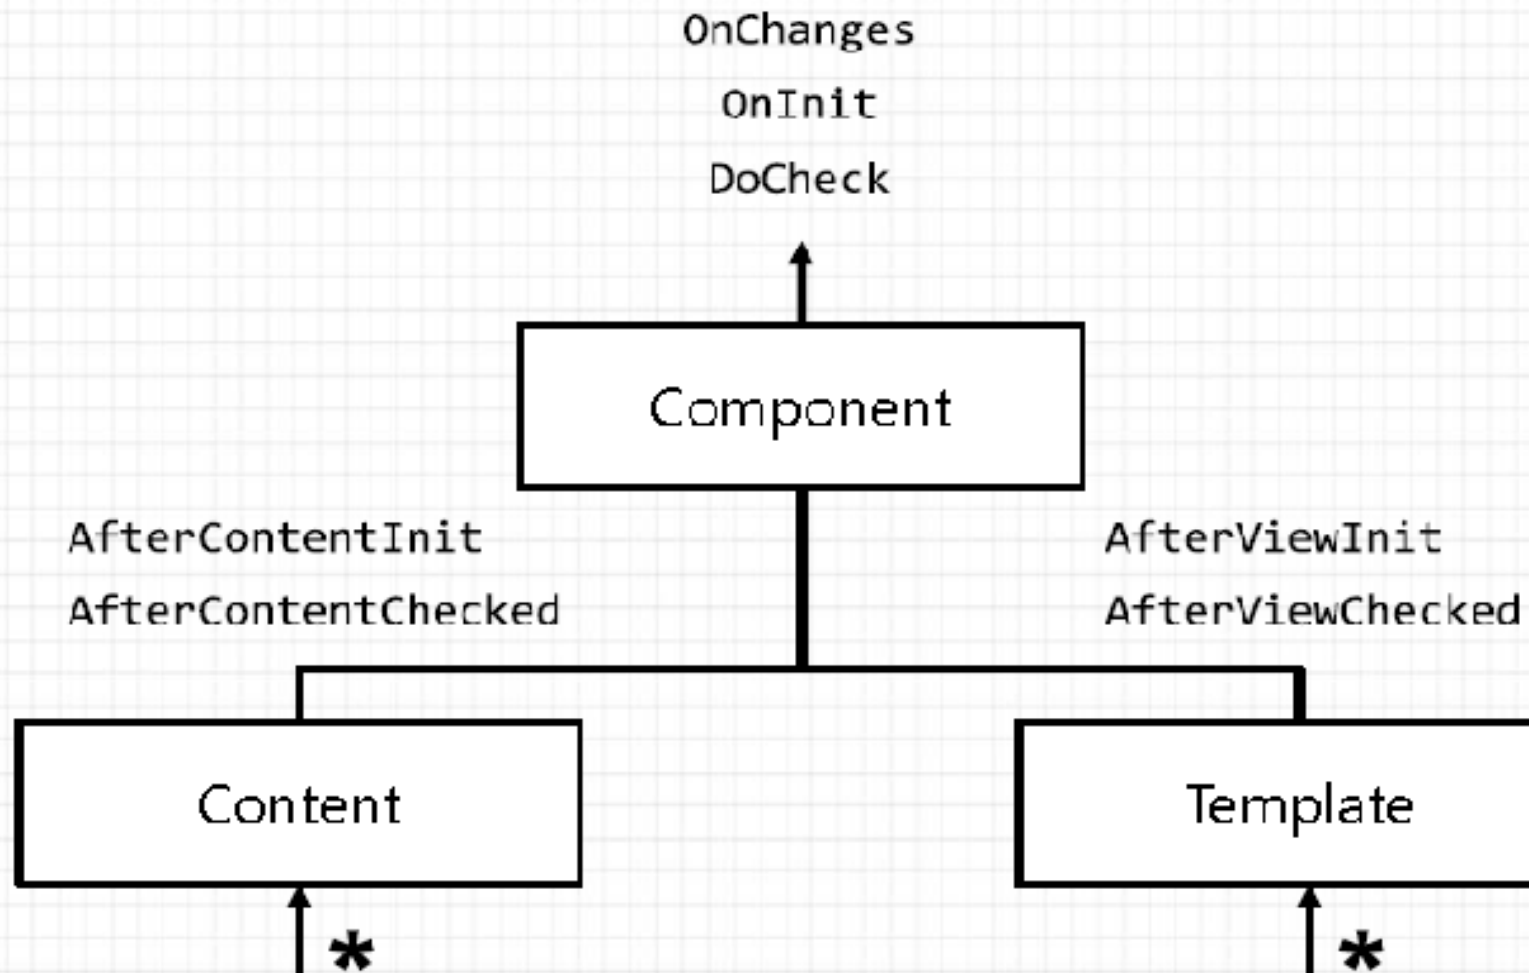 OnChanges
OnInit
DoCheck
Component
AfterContentInit
AfterContentChecked
AfterViewInit
AfterViewChecked
Content
Template
*
*